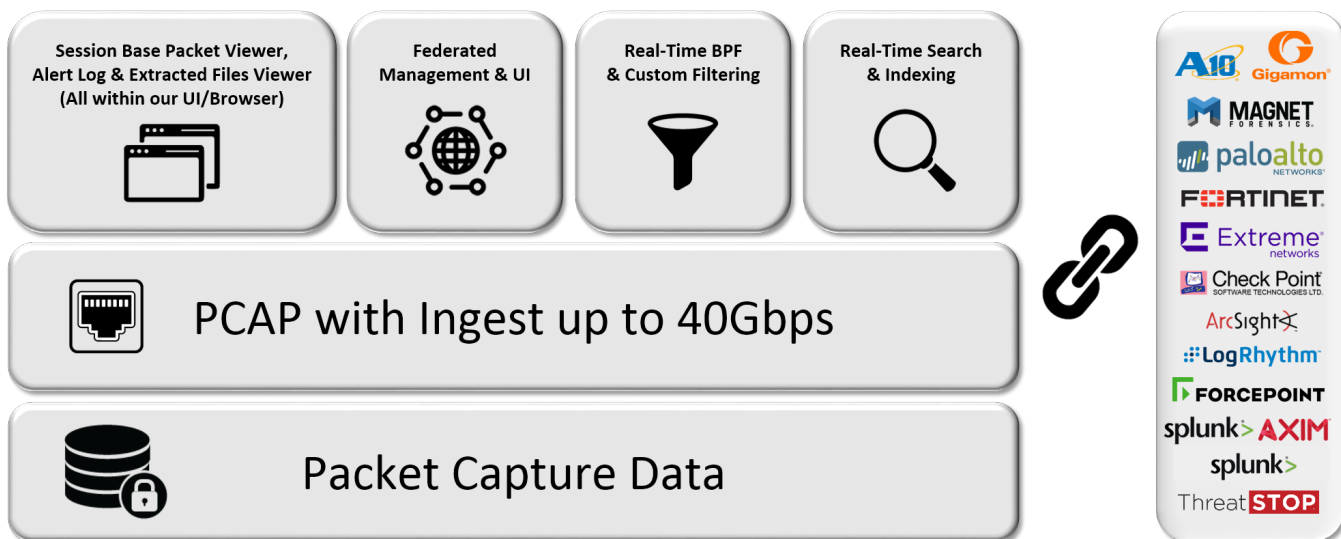 Session Base Packet Viewer,
Alert Log & Extracted Files Viewer
(All within our UI/Browser)
Federated
Management & UI
Real-Time BPF
& Custom Filtering
Real-Time Search
& Indexing
PCAP with Ingest up to 40Gbps
Packet Capture Data
A10
Gigamon®
MAGNET
FORENSICS.
paloalto
NETWORKS®
FORTINET.
Extreme®
networks
Check Point
SOFTWARE TECHNOLOGIES LTD.
ArcSight
LogRhythm™
FORCEPOINT
splunk> AXIM
splunk>
ThreatSTOP